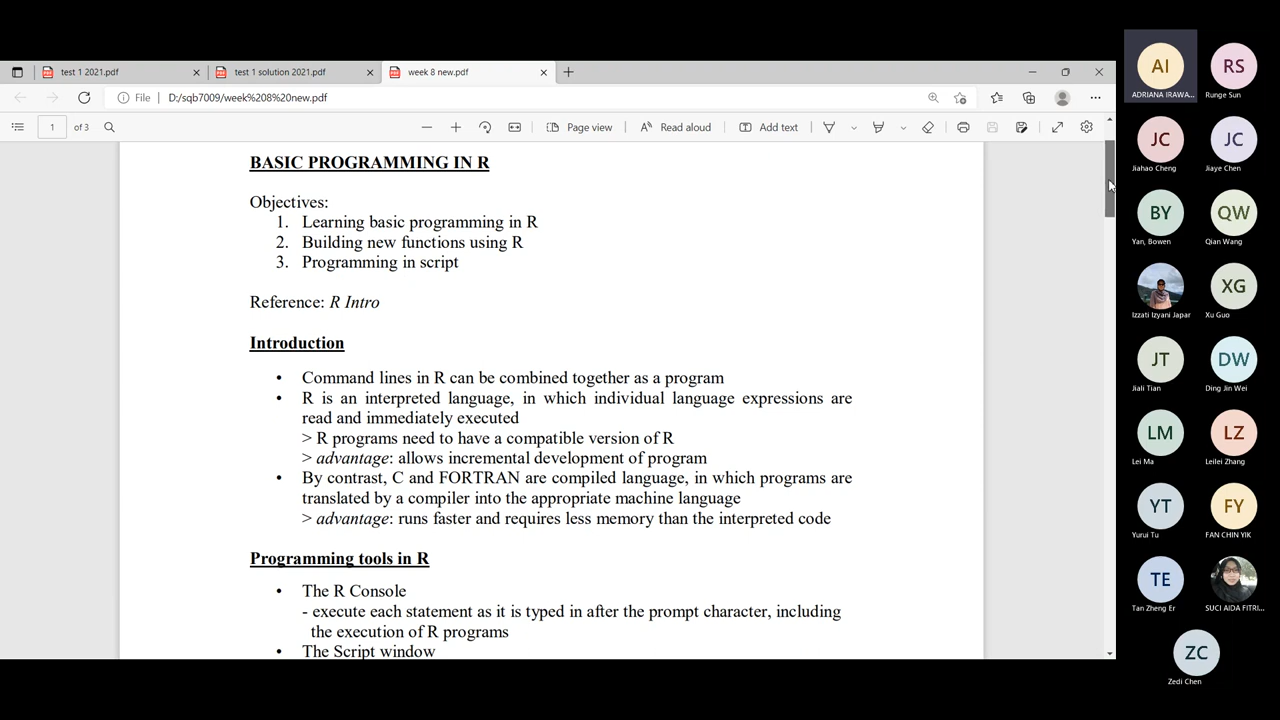 test 1 2021.pdf
test 1 solution 2021.pdf
week 8 new.pdf
File | D:/sqb7009/week%208%20new.pdf
1 of 3
Page view
Read aloud
Add text
BASIC PROGRAMMING IN R
Objectives:
1. Learning basic programming in R
2. Building new functions using R
3. Programming in script
Reference: R Intro
Introduction
• Command lines in R can be combined together as a program
• R is an interpreted language, in which individual language expressions are
read and immediately executed
> R programs need to have a compatible version of R
> advantage: allows incremental development of program
• By contrast, C and FORTRAN are compiled language, in which programs are
translated by a compiler into the appropriate machine language
> advantage: runs faster and requires less memory than the interpreted code
Programming tools in R
• The R Console
- execute each statement as it is typed in after the prompt character, including
the execution of R programs
• The Script window
AI
ADRIANA IRAWA...
RS
Runge Sun
JC
Jiahao Cheng
JC
Jiaye Chen
BY
Yan, Bowen
QW
Qian Wang
Izzati Izyani Japar
XG
Xu Guo
JT
Jiali Tian
DW
Ding Jin Wei
LM
Lei Ma
LZ
Leilei Zhang
YT
Yurui Tu
FY
FAN CHIN YIK
TE
Tan Zheng Er
SUCI AIDA FITRI...
ZC
Zedi Chen